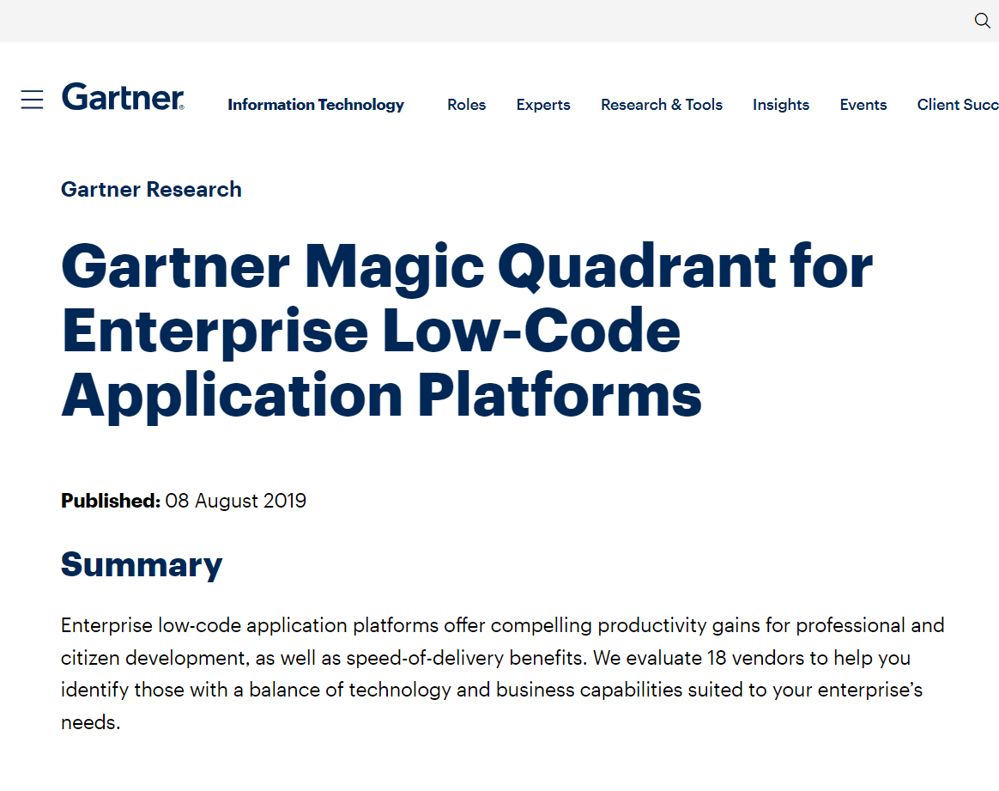 Gartner®
Information Technology Roles Experts Research & Tools Insights Events Client Succ
Gartner Research
Gartner Magic Quadrant for
Enterprise Low-Code
Application Platforms
Published: 08 August 2019
Summary
Enterprise low-code application platforms offer compelling productivity gains for professional and
citizen development, as well as speed-of-delivery benefits. We evaluate 18 vendors to help you
identify those with a balance of technology and business capabilities suited to your enterprise’s
needs.